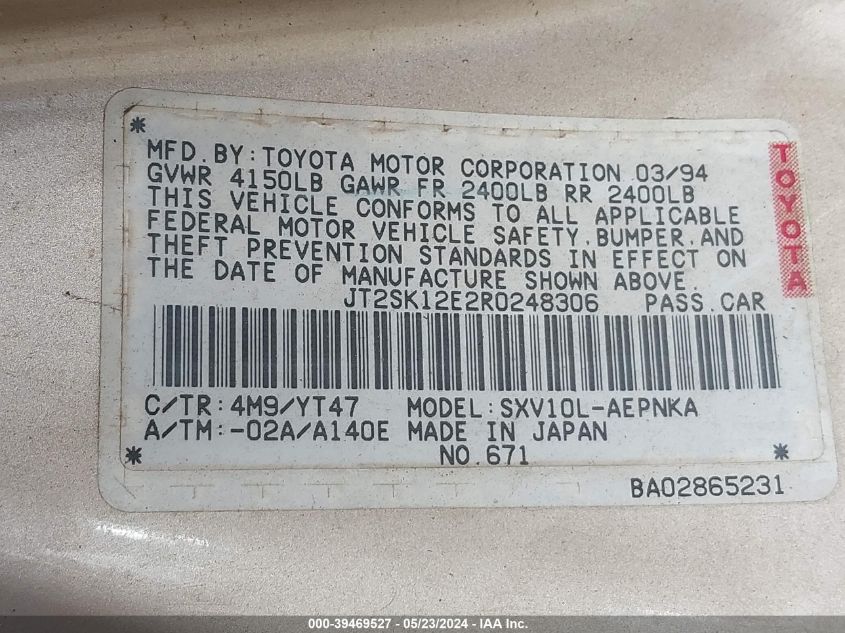 MFD.BY:TOYOTA MOTOR CORPORATION 03/94
GVWR 4150LB GAWR FR 2400LB RR 2400LB
THIS VEHICLE CONFORMS TO ALL APPLICABLE
FEDERAL MOTOR VEHICLE SAFETY,BUMPER,AND
THEFT PREVENTION STANDARDS IN EFFECT ON
THE DATE OF MANUFACTURE SHOWN ABOVE.
JT2SK12E2R0248306 PASS.CAR
TOYOTA
C/TR:4M9/YT47 MODEL:SXV10L-AEPNKA
A/TM:-02A/A140E MADE IN JAPAN
NO.671
BA02865231
000-39469527 - 05/23/2024 - IAA Inc.